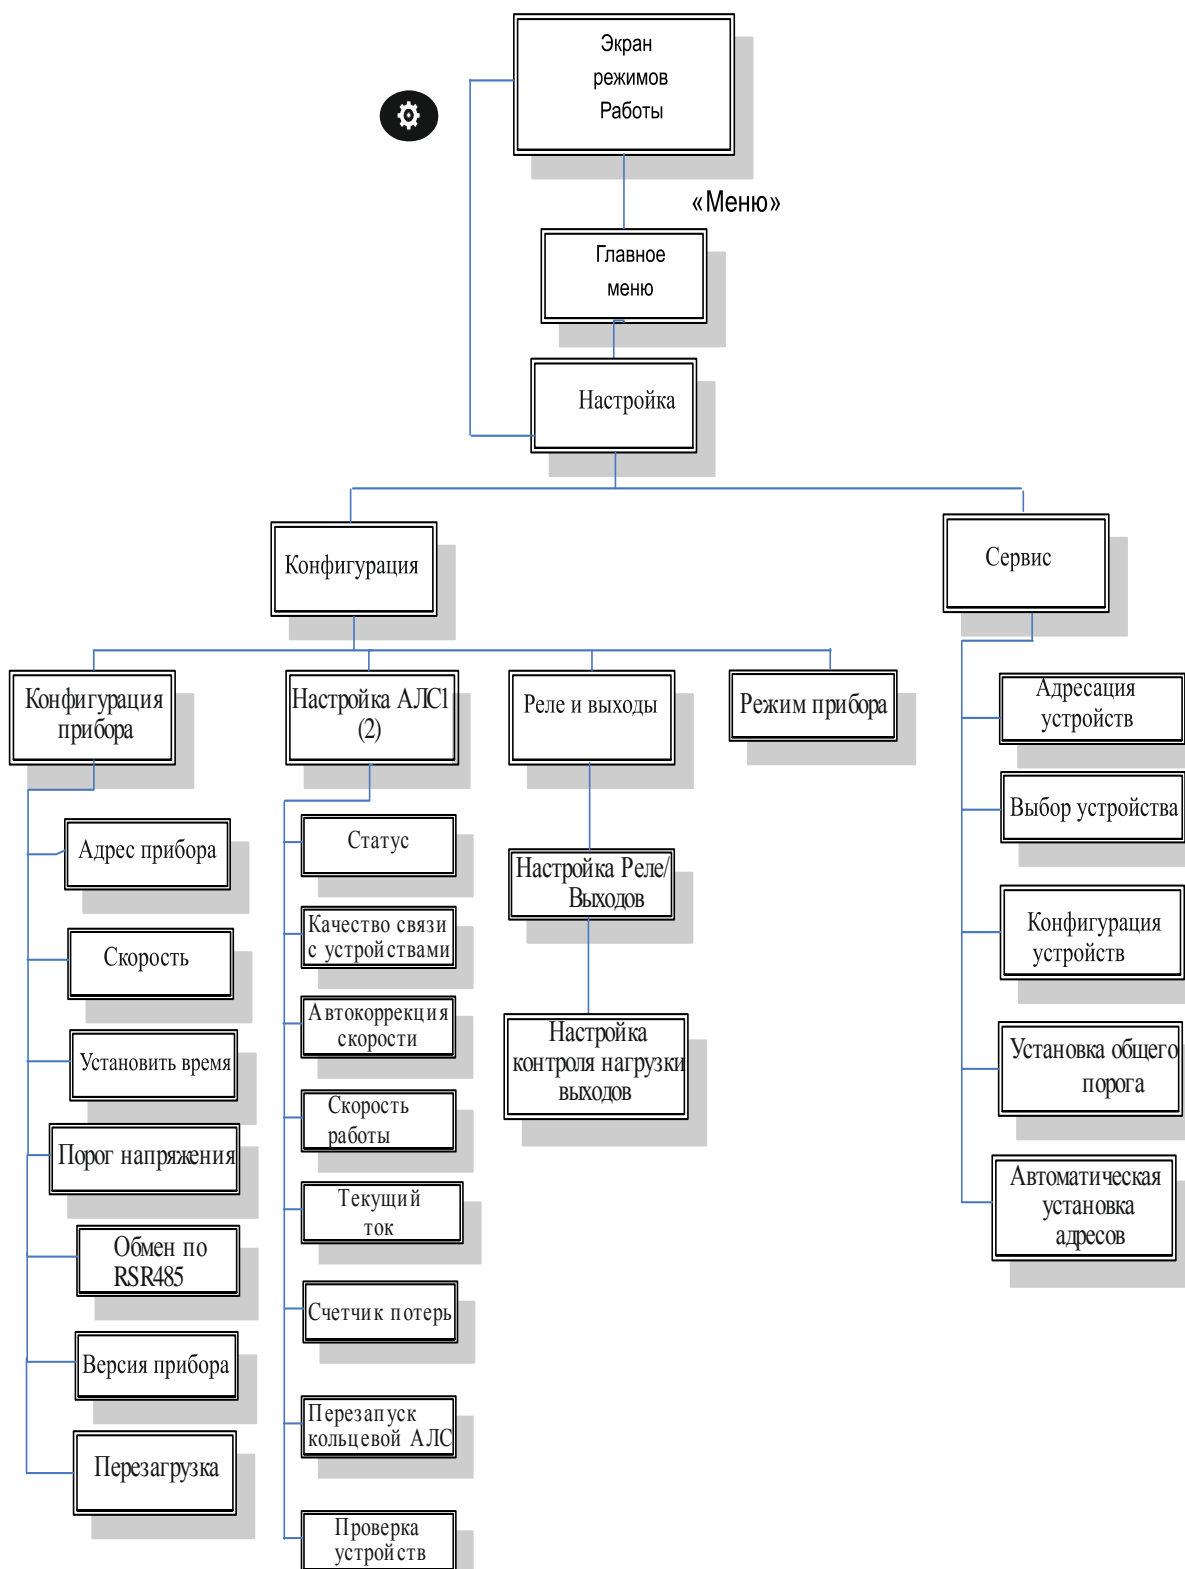 Экран
режимов
Работы
«Меню»
Главное
меню
Настройка
Конфигурация
Сервис
Конфигурация
прибора
Адрес прибора
Скорость
Установить время
Порог напряжения
Обмен по
RSR485
Версия прибора
Перезагрузка
Настройка АЛС1
(2)
Статус
Качество связи
с устройствами
Автокоррекция
скорости
Скорость
работы
Текущий
ток
Счетчик потерь
Перезапуск
кольцевой АЛС
Проверка
устройств
Реле и выходы
Настройка Реле/
Выходов
Настройка
контроля нагрузки
выходов
Режим прибора
Адресация
устройств
Выбор устройства
Конфигурация
устройств
Установка общего
порога
Автоматическая
установка
адресов